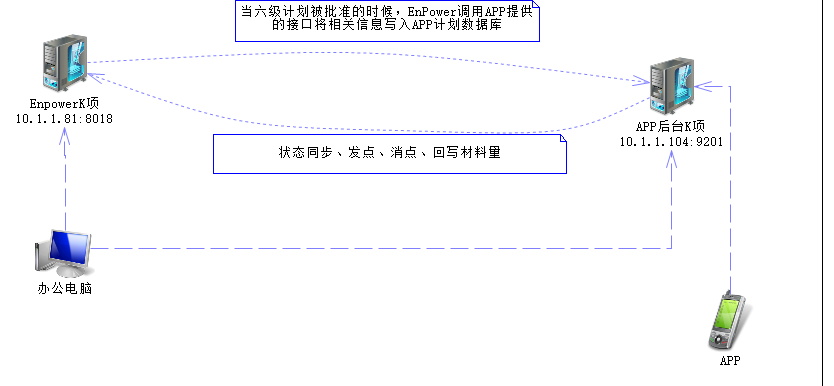 当六级计划被批准的时候，EnPower调用APP提供
的接口将相关信息写入APP计划数据库
EnpowerK项
10.1.1.81:8018
APP后台K项
10.1.1.104:9201
状态同步、发点、消点、回写材料量
办公电脑
APP